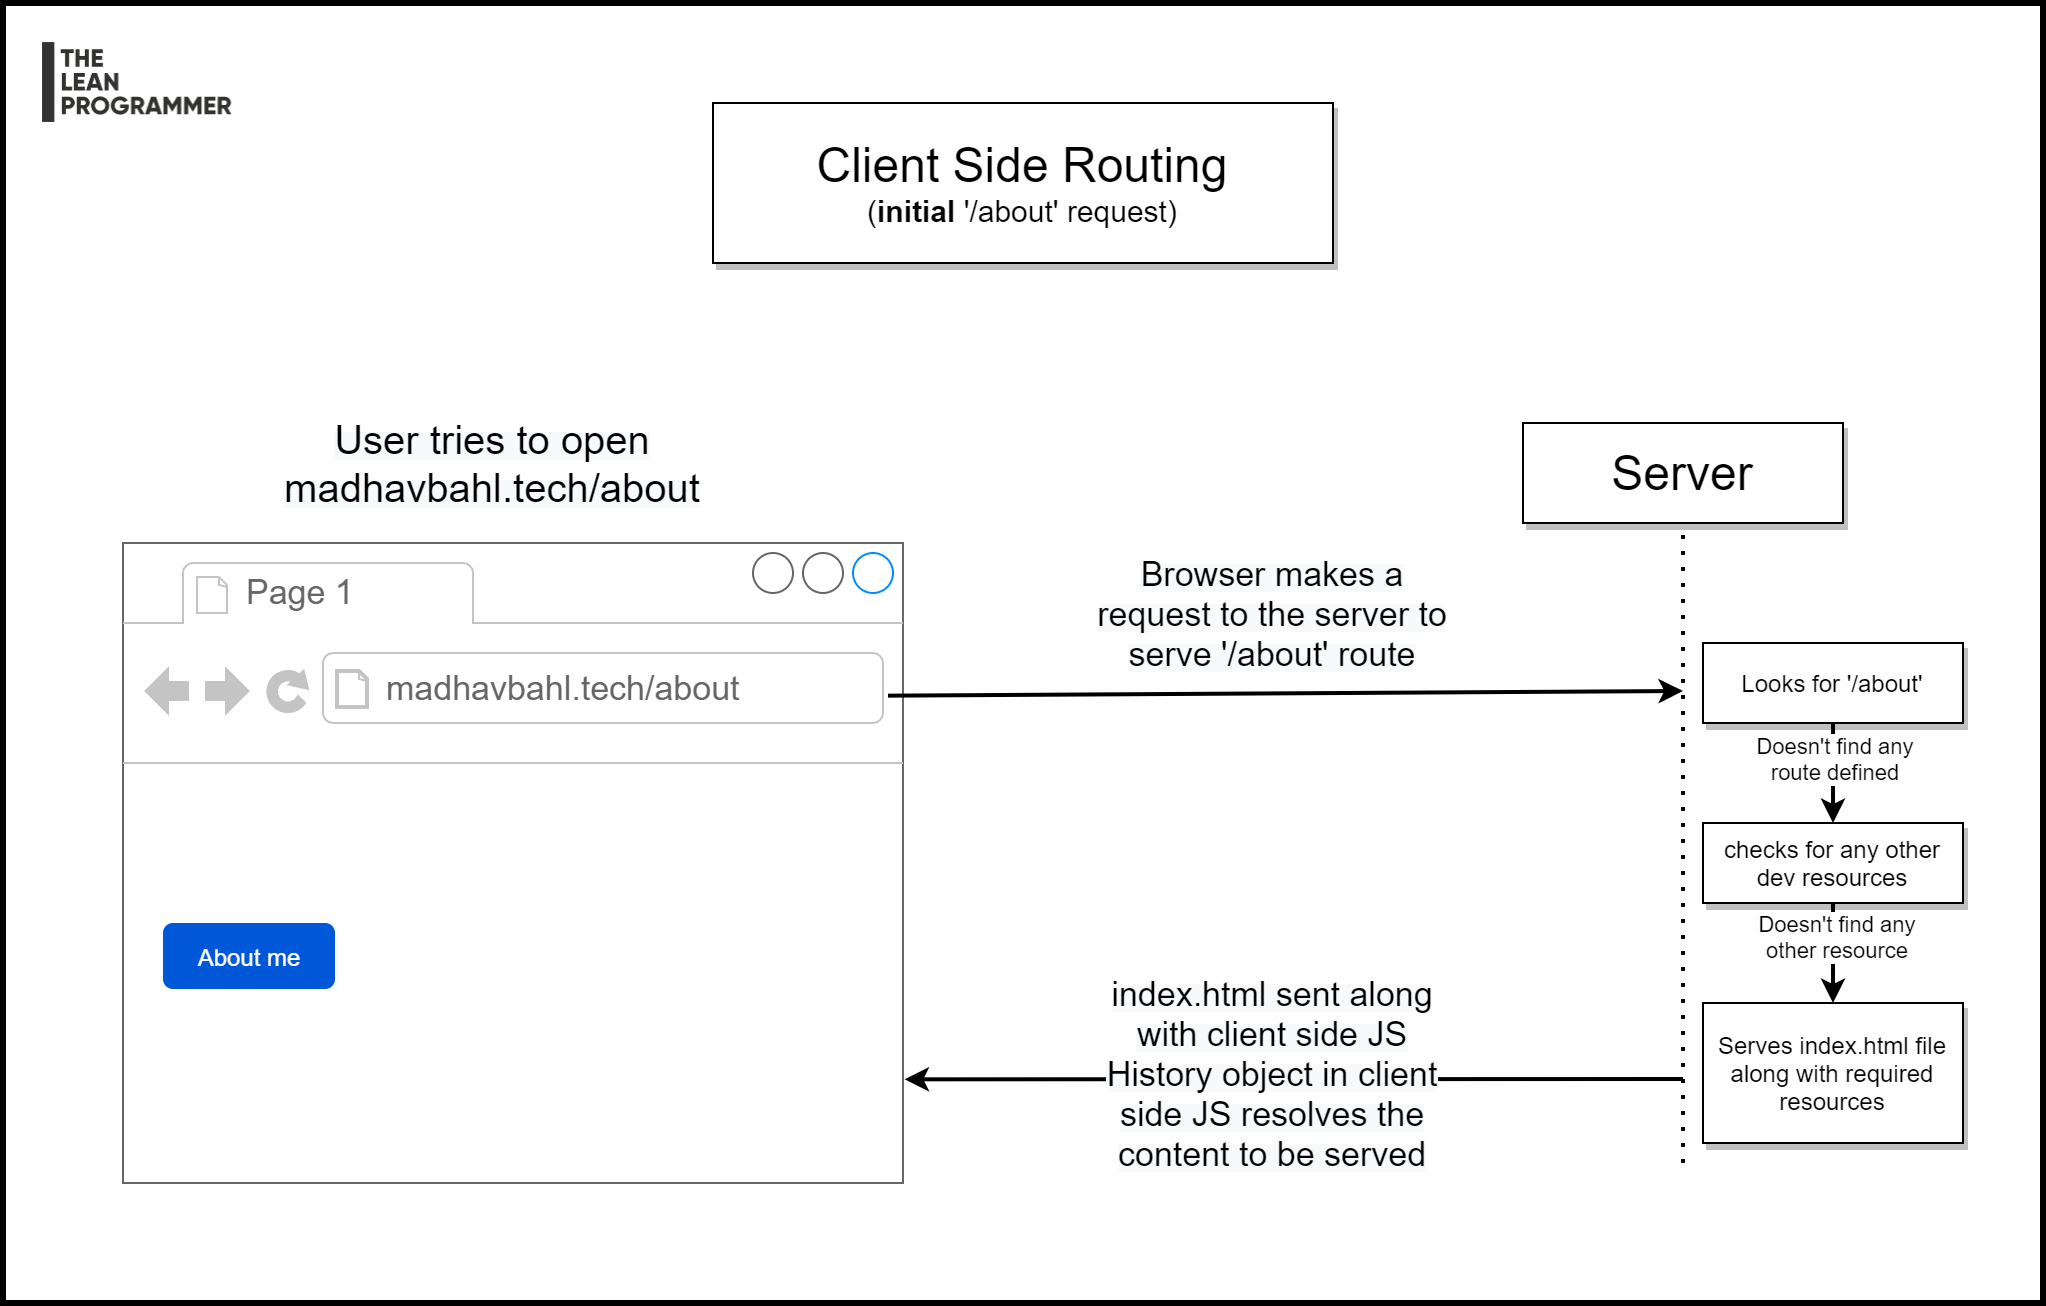 THE
LEAN
PROGRAMMER
Client Side Routing
(initial '/about' request)
User tries to open
madhavbahl.tech/about
Page 1
madhavbahl.tech/about
About me
Browser makes a
request to the server to
serve '/about' route
index.html sent along
with client side JS
History object in client
side JS resolves the
content to be served
Server
Looks for '/about'
Doesn't find any
route defined
checks for any other
dev resources
Doesn't find any
other resource
Serves index.html file
along with required
resources